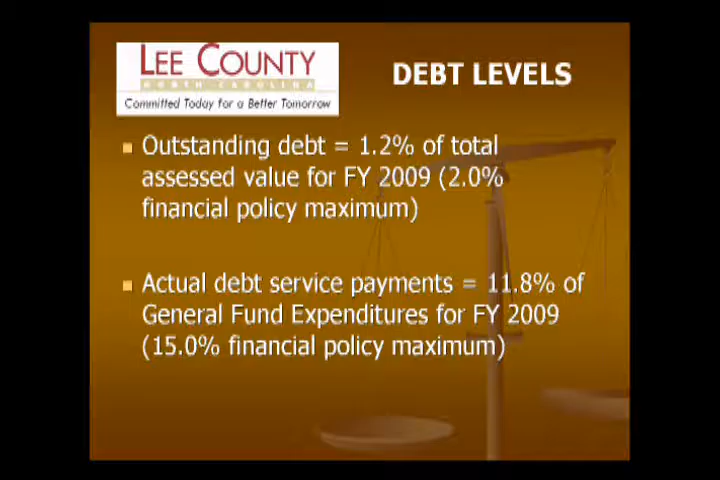 LEE COUNTY
NORTH CAROLINA
Committed Today for a Better Tomorrow
DEBT LEVELS
Outstanding debt = 1.2% of total
assessed value for FY 2009 (2.0%
financial policy maximum)
Actual debt service payments = 11.8% of
General Fund Expenditures for FY 2009
(15.0% financial policy maximum)